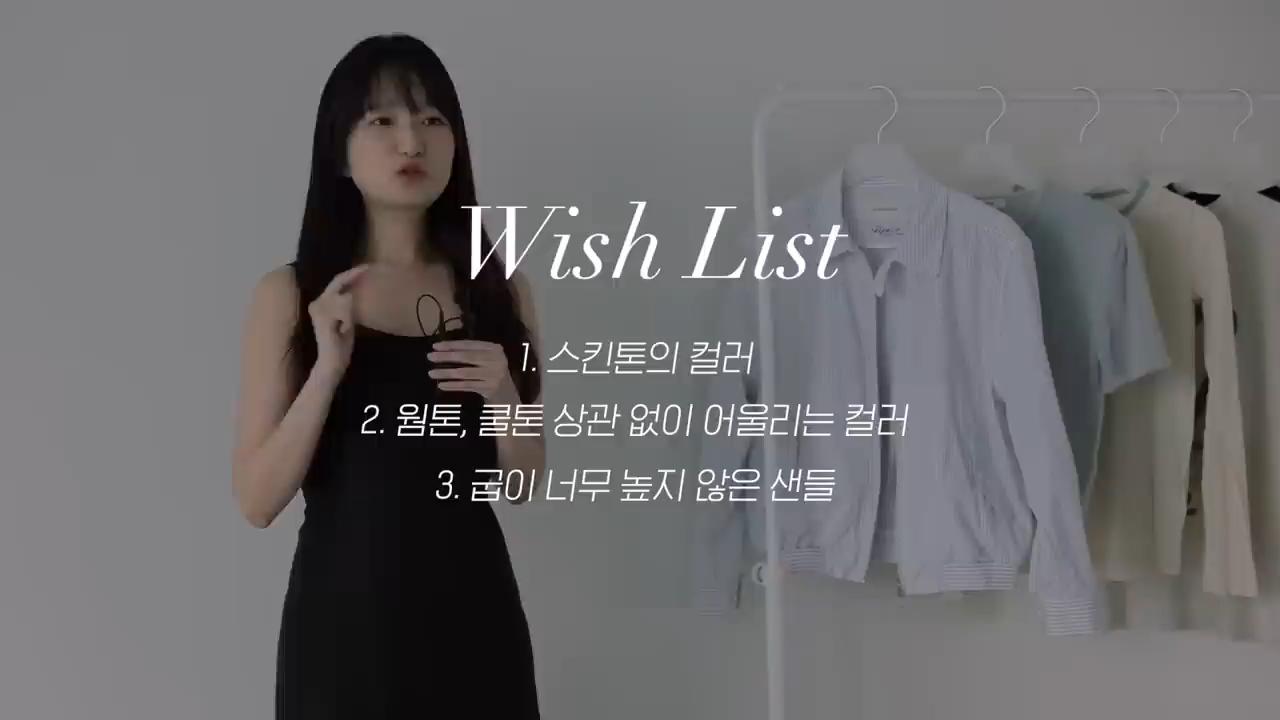 Wish List
1. 스킨톤의 컬러
2. 웜톤, 쿨톤 상관 없이 어울리는 컬러
3. 굽이 너무 높지 않은 샌들